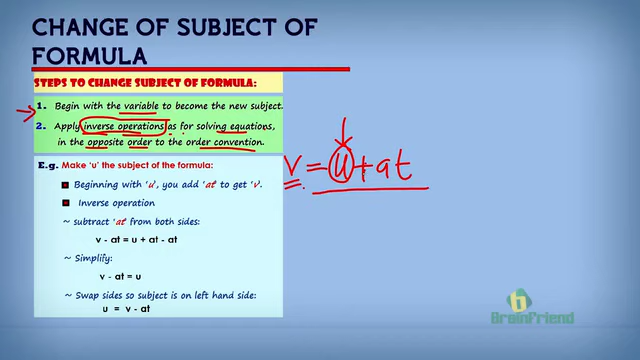 CHANGE OF SUBJECT OF
FORMULA
STEPS TO CHANGE SUBJECT OF FORMULA:
1. Begin with the variable to become the new subject.
2. Apply inverse operations as for solving equations,
in the opposite order to the order convention.
E.g. Make 'u' the subject of the formula:
Beginning with 'u', you add 'at' to get 'v'.
Inverse operation
~ subtract 'at' from both sides:
v - at = u + at - at
~ Simplify:
v - at = u
~ Swap sides so subject is on left hand side:
u = v - at
v = u + at
b
BrainFriend